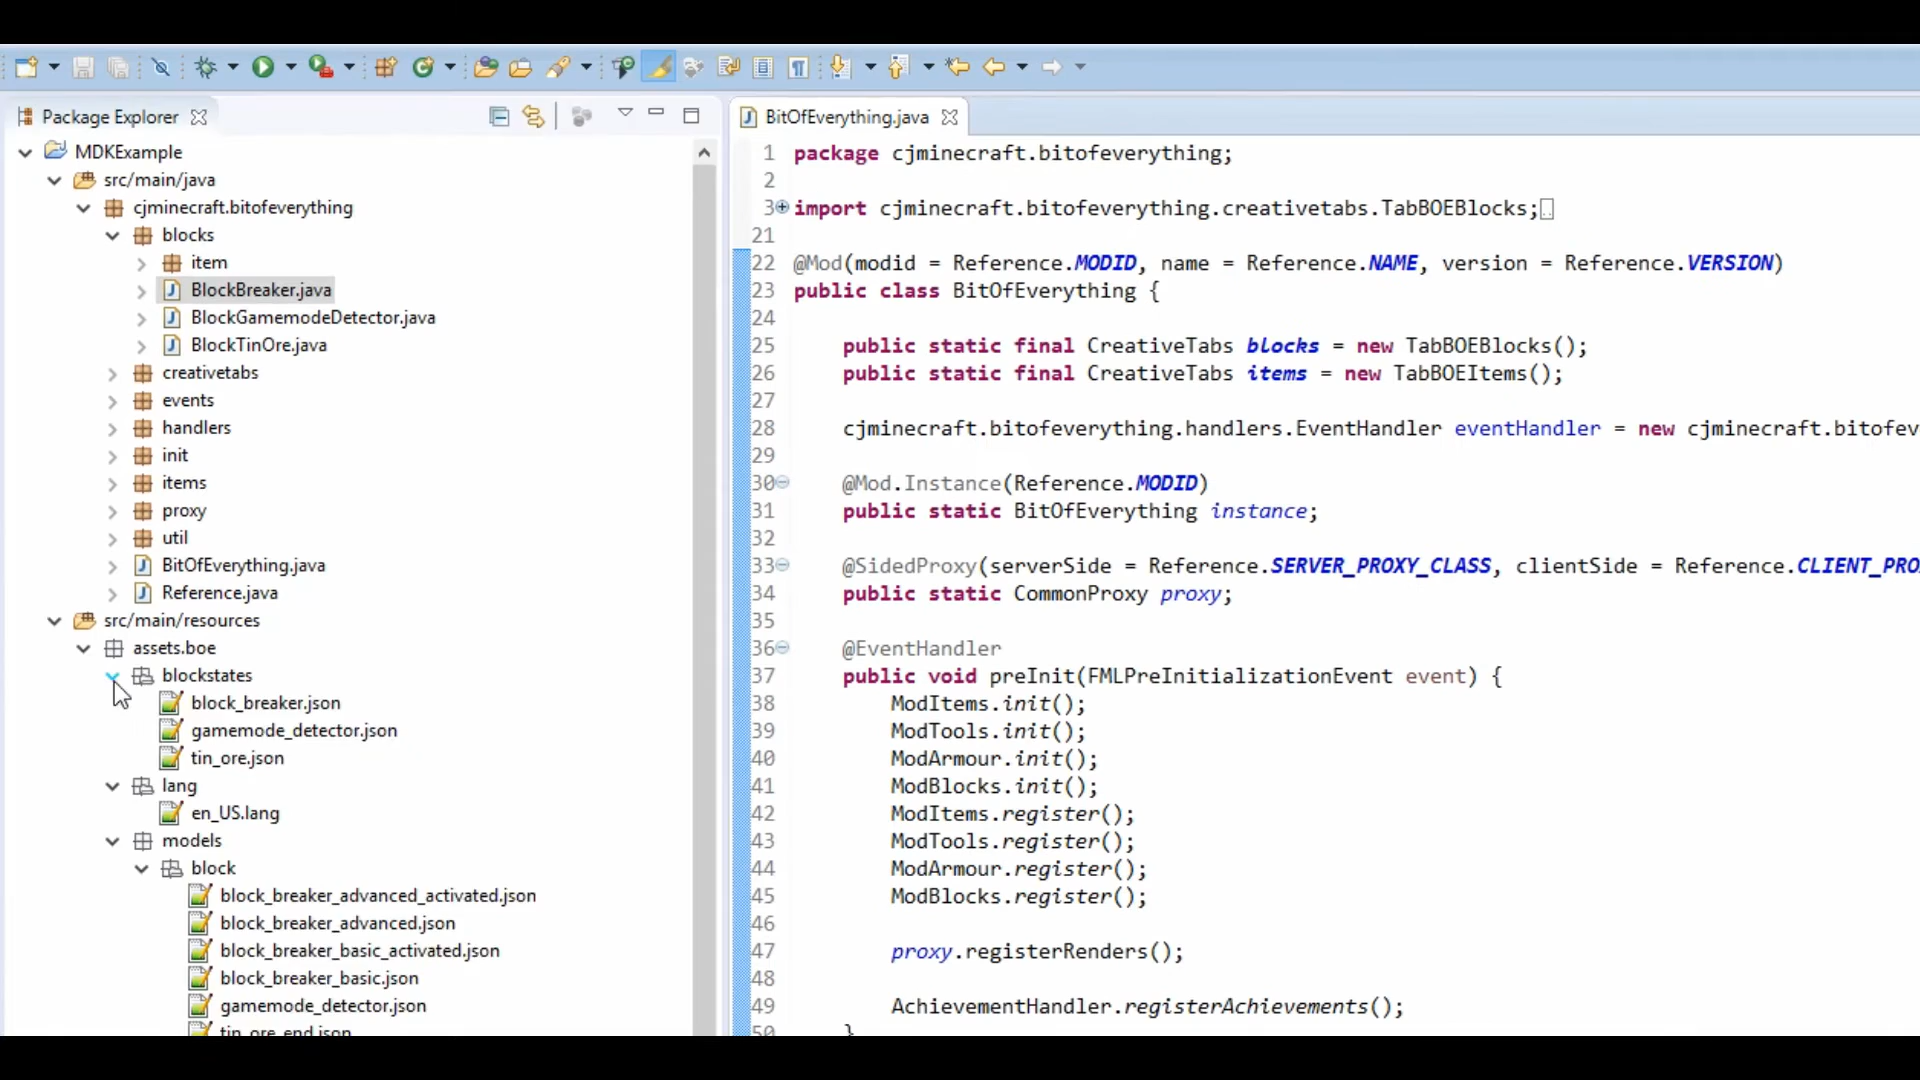 Package Explorer
MDKExample
src/main/java
cjminecraft.bitofeverything
blocks
item
BlockBreaker.java
BlockGamemodeDetector.java
BlockTinOre.java
creativetabs
events
handlers
init
items
proxy
util
BitOfEverything.java
Reference.java
src/main/resources
assets.boe
blockstates
block_breaker.json
gamemode_detector.json
tin_ore.json
lang
en_US.lang
models
block
block_breaker_advanced_activated.json
block_breaker_advanced.json
block_breaker_basic_activated.json
block_breaker_basic.json
gamemode_detector.json
tin_ore_end.json
BitOfEverything.java
1 package cjminecraft.bitofeverything;
2
3 import cjminecraft.bitofeverything.creativetabs.TabBOEBlocks;
21
22 @Mod(modid = Reference.MODID, name = Reference.NAME, version = Reference.VERSION)
23 public class BitOfEverything {
24
25 public static final CreativeTabs blocks = new TabBOEBlocks();
26 public static final CreativeTabs items = new TabBOEItems();
27
28 cjminecraft.bitofeverything.handlers.EventHandler eventHandler = new cjminecraft.bitofev
29
30 @Mod.Instance(Reference.MODID)
31 public static BitOfEverything instance;
32
33 @SidedProxy(serverSide = Reference.SERVER_PROXY_CLASS, clientSide = Reference.CLIENT_PRO
34 public static CommonProxy proxy;
35
36 @EventHandler
37 public void preInit(FMLPreInitializationEvent event) {
38 ModItems.init();
39 ModTools.init();
40 ModArmour.init();
41 ModBlocks.init();
42 ModItems.register();
43 ModTools.register();
44 ModArmour.register();
45 ModBlocks.register();
46
47 proxy.registerRenders();
48
49 AchievementHandler.registerAchievements();
50 }